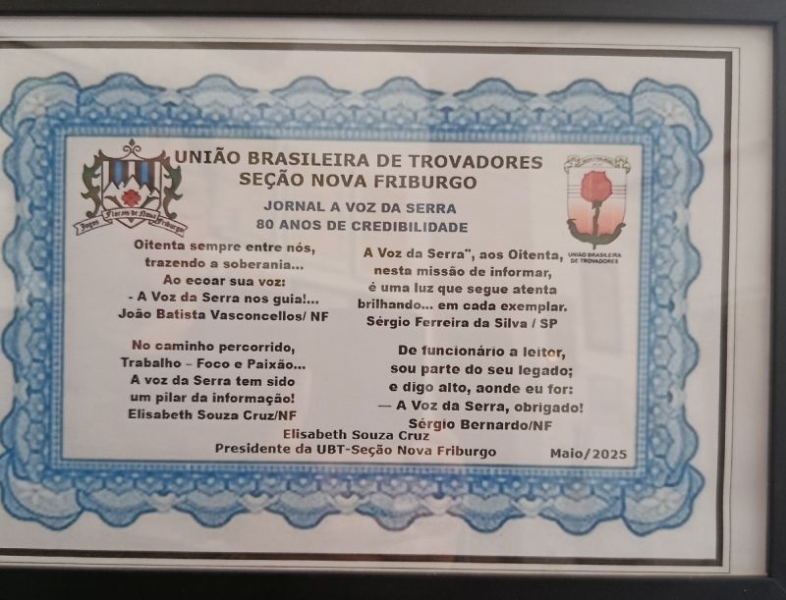 UNIÃO BRASILEIRA DE TROVADORES
SEÇÃO NOVA FRIBURGO
JORNAL A VOZ DA SERRA
80 ANOS DE CREDIBILIDADE
Jogos Florais de Nova Friburgo
UNIÃO BRASILEIRA
DE TROVADORES
Oitenta sempre entre nós,
trazendo a soberania...
Ao ecoar sua voz:
- A Voz da Serra nos guia!...
João Batista Vasconcellos/ NF
A Voz da Serra", aos Oitenta,
nesta missão de informar,
é uma luz que segue atenta
brilhando... em cada exemplar.
Sérgio Ferreira da Silva / SP
No caminho percorrido,
Trabalho – Foco e Paixão...
A voz da Serra tem sido
um pilar da informação!
Elisabeth Souza Cruz/NF
De funcionário a leitor,
sou parte do seu legado;
e digo alto, aonde eu for:
— A Voz da Serra, obrigado!
Sérgio Bernardo/NF
Elisabeth Souza Cruz
Presidente da UBT-Seção Nova Friburgo
Maio/2025